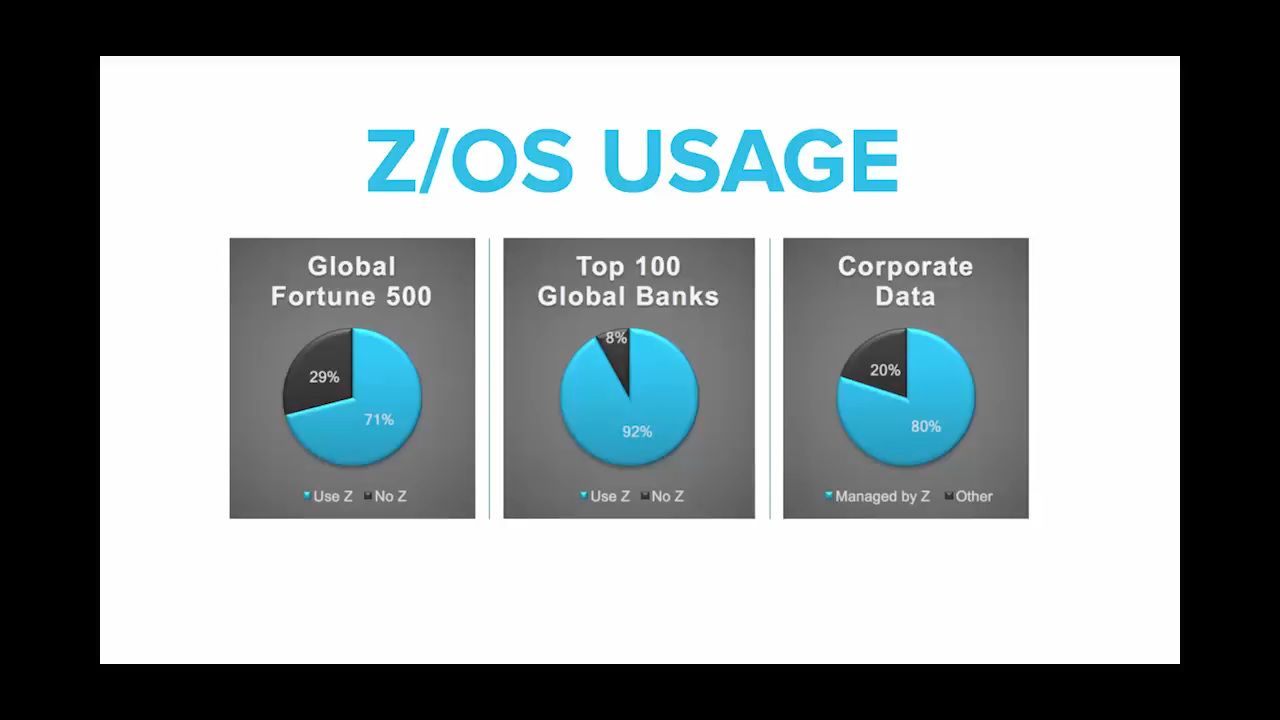 Z/OS USAGE
Global
Fortune 500
29%
71%
Use Z No Z
Top 100
Global Banks
8%
92%
Use Z No Z
Corporate
Data
20%
80%
Managed by Z Other